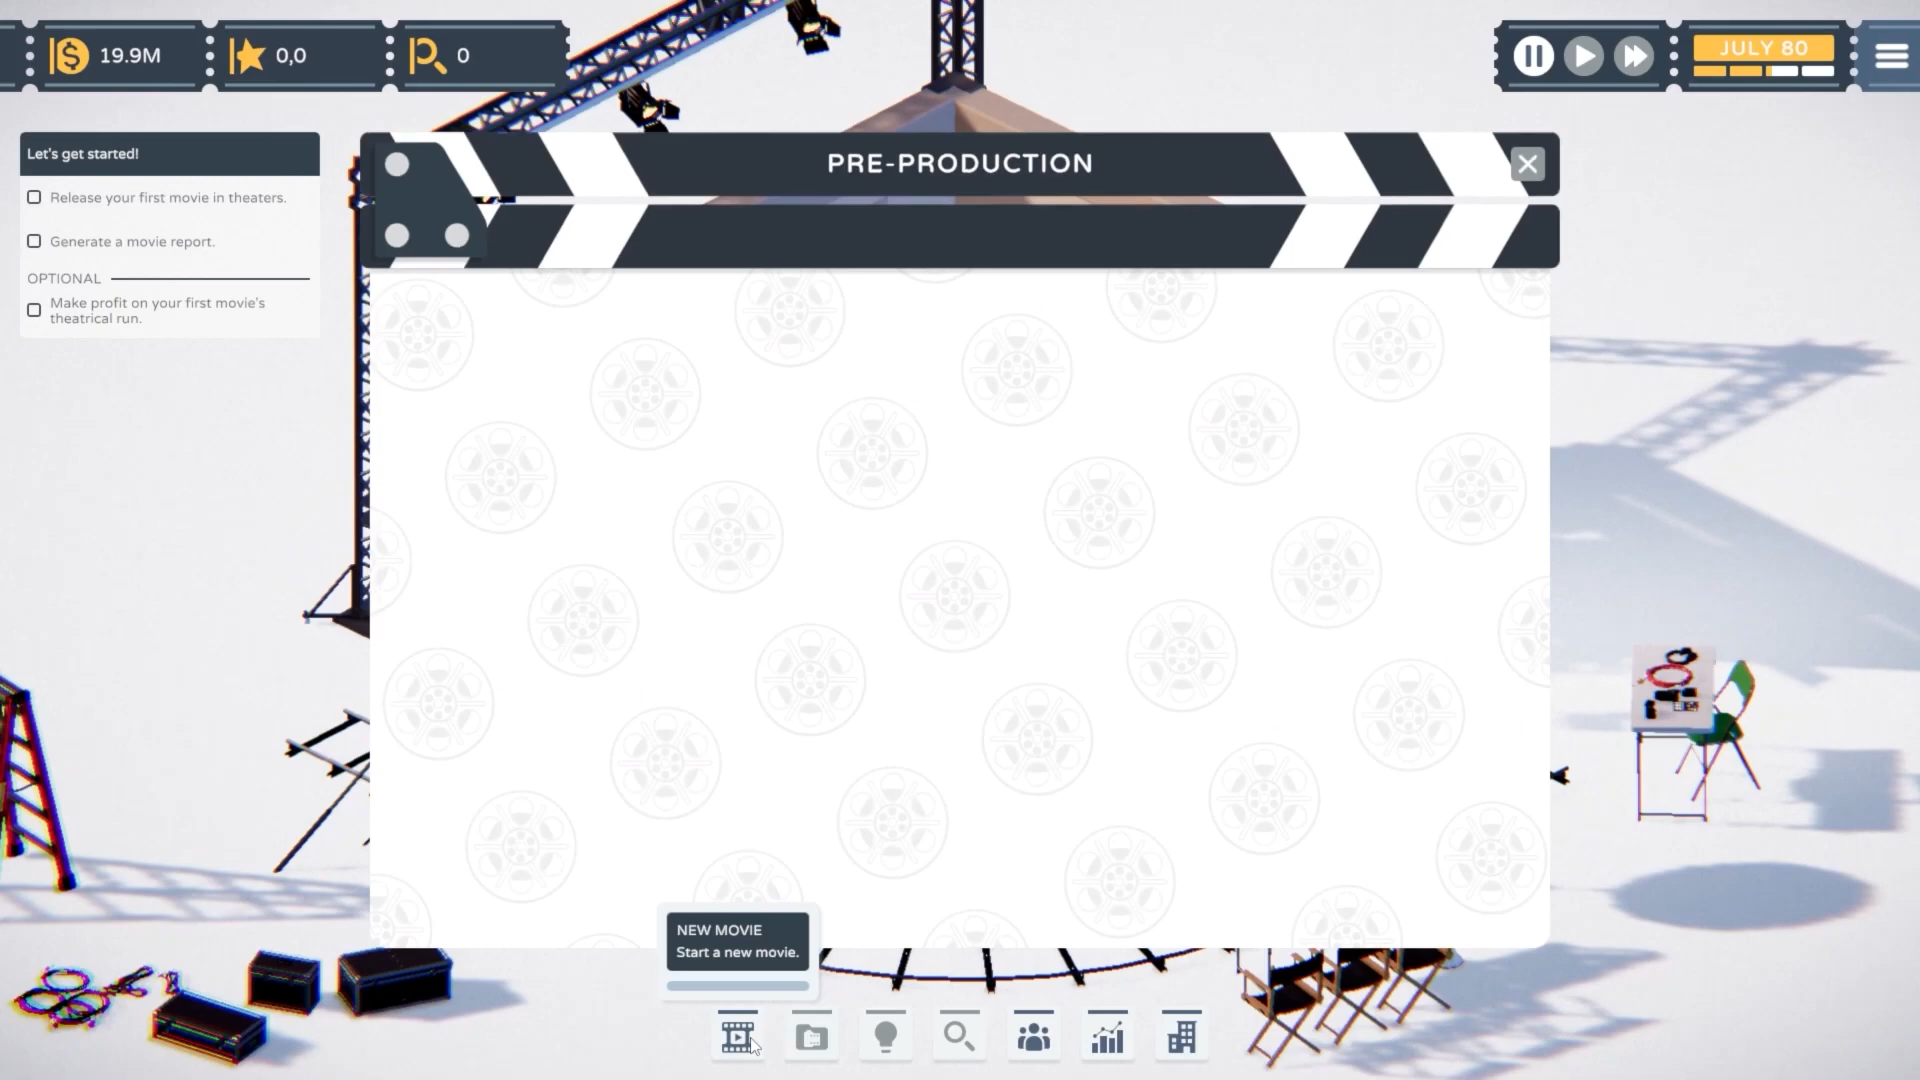 19.9M
0,0
0
JULY 80
Let's get started!
Release your first movie in theaters.
Generate a movie report.
OPTIONAL
Make profit on your first movie's
theatrical run.
PRE-PRODUCTION
NEW MOVIE
Start a new movie.